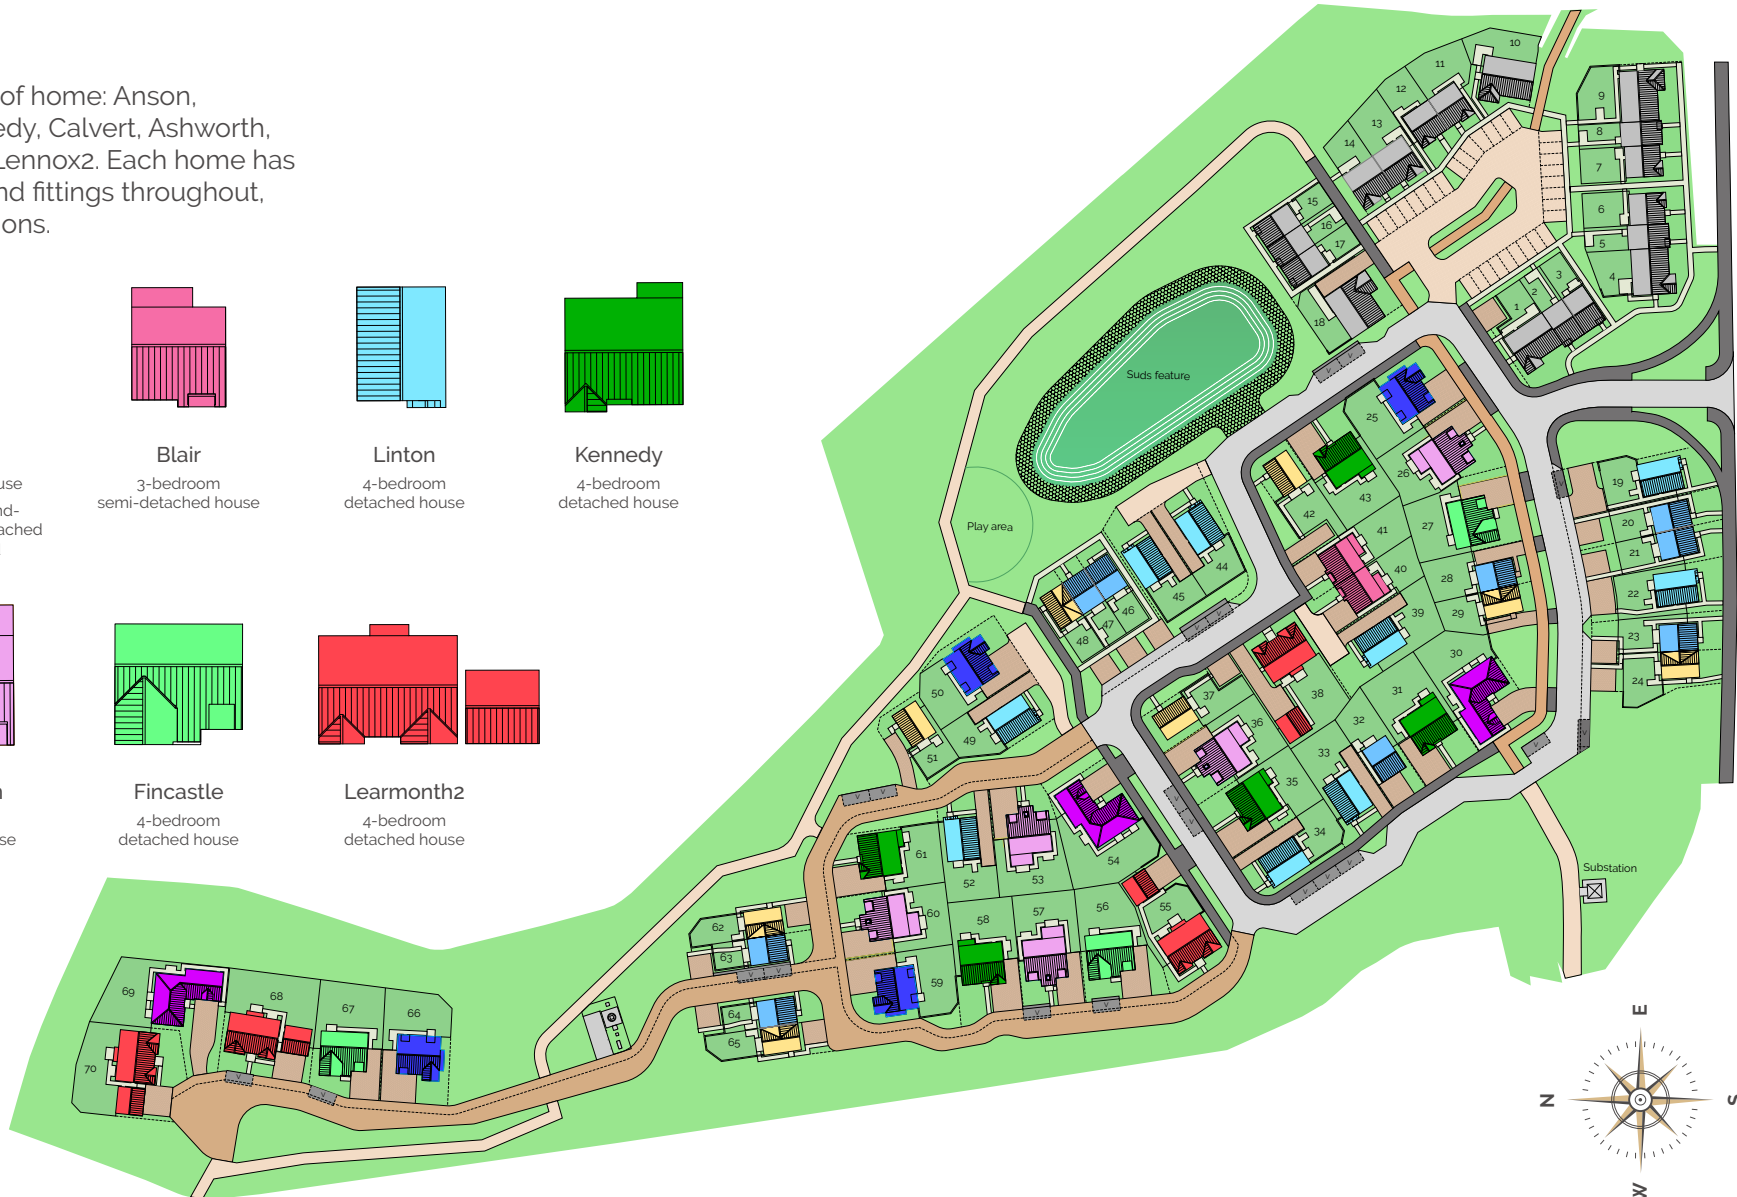 of home: Anson,
edy, Calvert, Ashworth,
Lennox2. Each home has
nd fittings throughout,
ons.
Blair
3-bedroom
semi-detached house
Linton
4-bedroom
detached house
Kennedy
4-bedroom
detached house
use
nd-
ached
Fincastle
4-bedroom
detached house
Learmonth2
4-bedroom
detached house
n
se
Suds feature
Play area
Substation
10
11
12
13
14
9
8
7
6
5
4
3
2
1
15
16
17
18
25
26
43
42
41
40
39
27
28
29
30
31
32
33
34
35
36
37
38
19
20
21
22
23
24
44
45
46
47
48
49
50
51
52
53
54
55
56
57
58
59
60
61
62
63
64
65
66
67
68
69
70
V V
V V
V
V
V V
V V
V V
V V V
V
V
V V
V
V
E
N
S
W